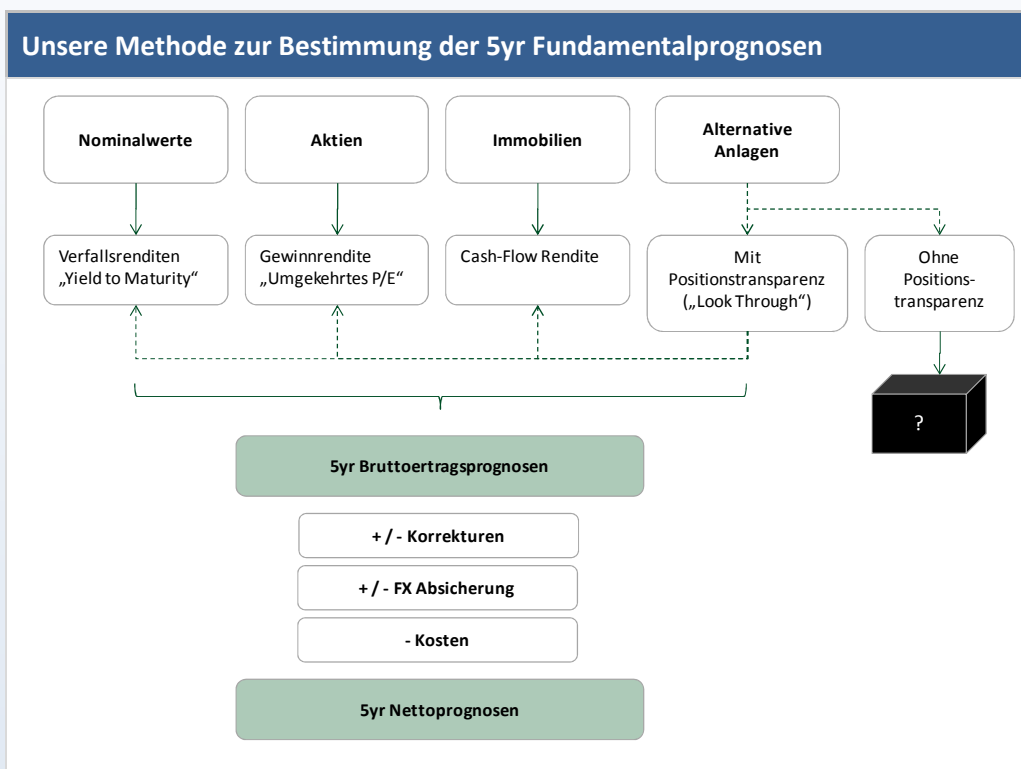 Unsere Methode zur Bestimmung der 5yr Fundamentalprognosen
Nominalwerte
Aktien
Immobilien
Alternative
Anlagen
Verfallsrenditen
„Yield to Maturity“
Gewinnrendite
„Umgekehrtes P/E“
Cash-Flow Rendite
Mit
Positionstransparenz
(„Look Through“)
Ohne
Positions-
transparenz
?
5yr Bruttoertragsprognosen
+ / - Korrekturen
+ / - FX Absicherung
- Kosten
5yr Nettoprognosen